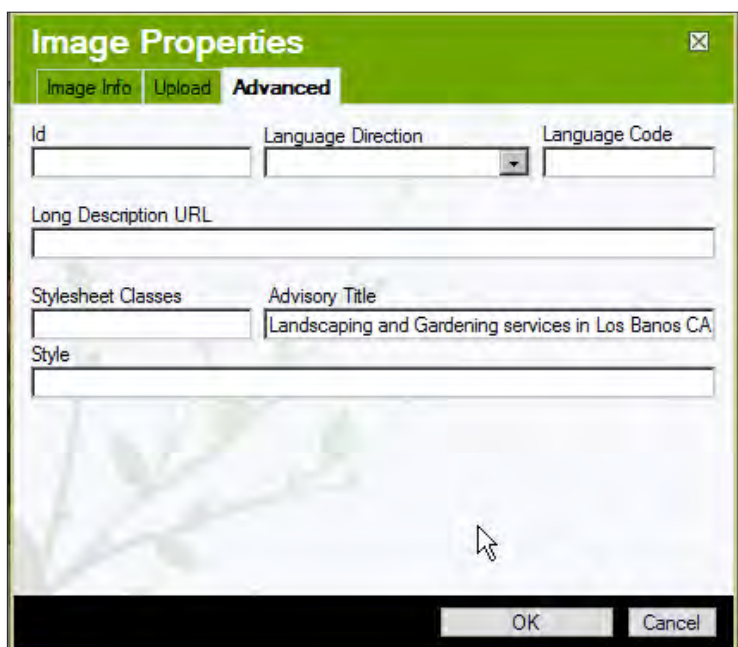 Image Properties
Image Info Upload Advanced
Id Language Direction Language Code
Long Description URL
Stylesheet Classes Advisory Title
Landscaping and Gardening services in Los Banos CA
Style
OK Cancel